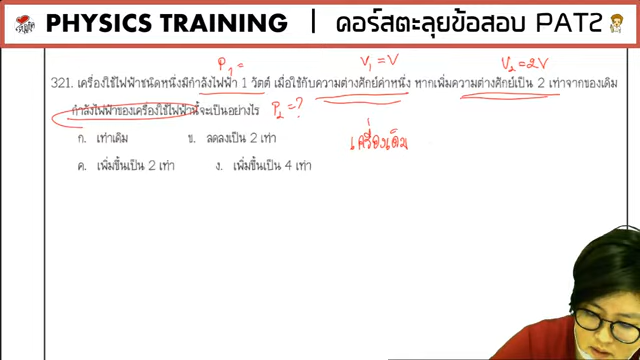 PHYSICS TRAINING คอร์สตะลุยข้อสอบ PAT2
P₁ = V₁ = V V₂ = 2V
321. เครื่องใช้ไฟฟ้าชนิดหนึ่งมีกำลังไฟฟ้า 1 วัตต์ เมื่อใช้กับความต่างศักย์ค่าหนึ่ง หากเพิ่มความต่างศักย์เป็น 2 เท่าจากของเดิม
กำลังไฟฟ้าของเครื่องใช้ไฟฟ้านี้จะเป็นอย่างไร P₂ = ?
ก. เท่าเดิม ข. ลดลงเป็น 2 เท่า เครื่องเดิม
ค. เพิ่มขึ้นเป็น 2 เท่า ง. เพิ่มขึ้นเป็น 4 เท่า